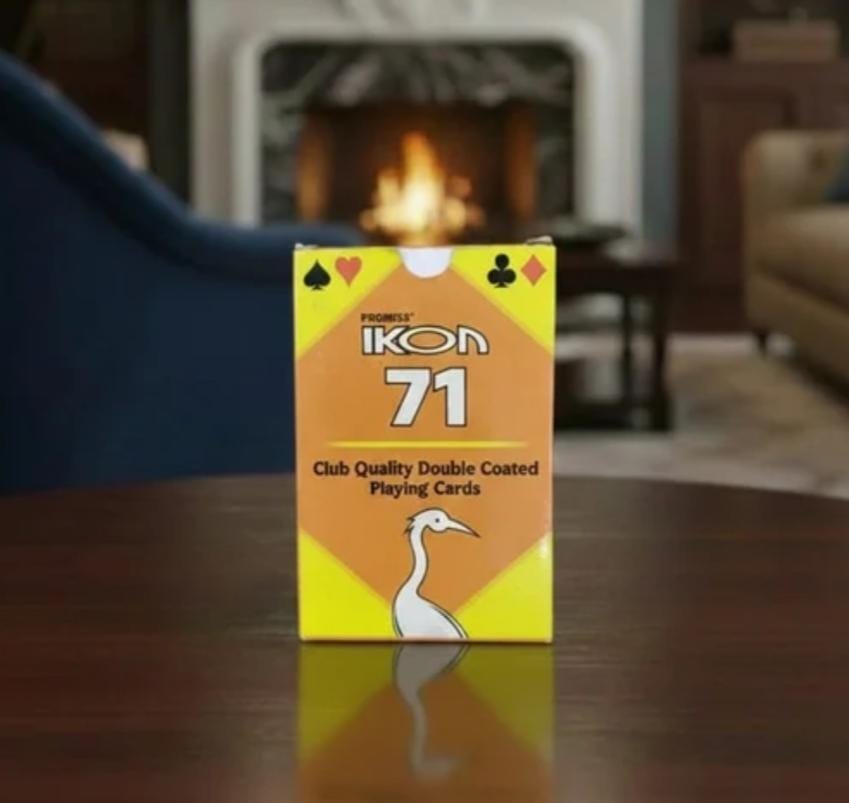 PROMISS'
IKON
71
Club Quality Double Coated
Playing Cards